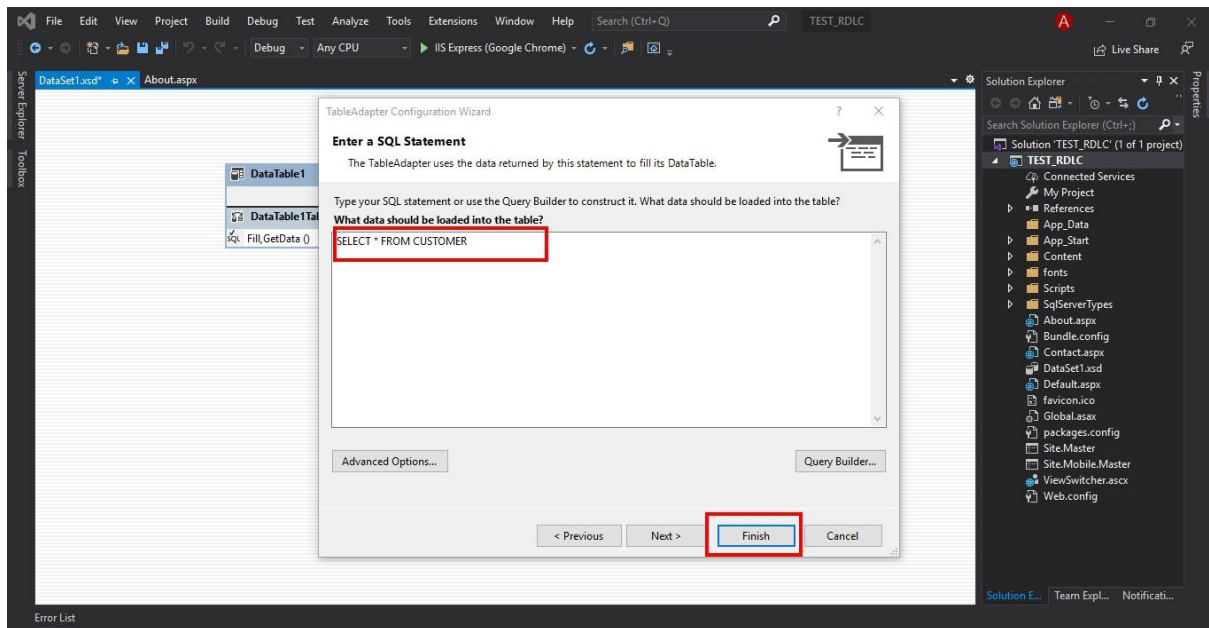 File Edit View Project Build Debug Test Analyze Tools Extensions Window Help Search (Ctrl+Q) TEST_RDLC A
Debug Any CPU IIS Express (Google Chrome) Live Share
Server Explorer
Toolbox
DataSet1.xsd* About.aspx
DataTable1
DataTable1Tal
SQL Fill,GetData ()
TableAdapter Configuration Wizard ?
Enter a SQL Statement
The TableAdapter uses the data returned by this statement to fill its DataTable.
Type your SQL statement or use the Query Builder to construct it. What data should be loaded into the table?
What data should be loaded into the table?
SELECT * FROM CUSTOMER
Advanced Options... Query Builder...
< Previous Next > Finish Cancel
Solution Explorer
Search Solution Explorer (Ctrl+;)
Solution 'TEST_RDLC' (1 of 1 project)
TEST_RDLC
Connected Services
My Project
References
App_Data
App_Start
Content
fonts
Scripts
SqlServerTypes
About.aspx
Bundle.config
Contact.aspx
DataSet1.xsd
Default.aspx
favicon.ico
Global.asax
packages.config
Site.Master
Site.Mobile.Master
ViewSwitcher.ascx
Web.config
Solution E... Team Expl... Notificati...
Properties
Error List